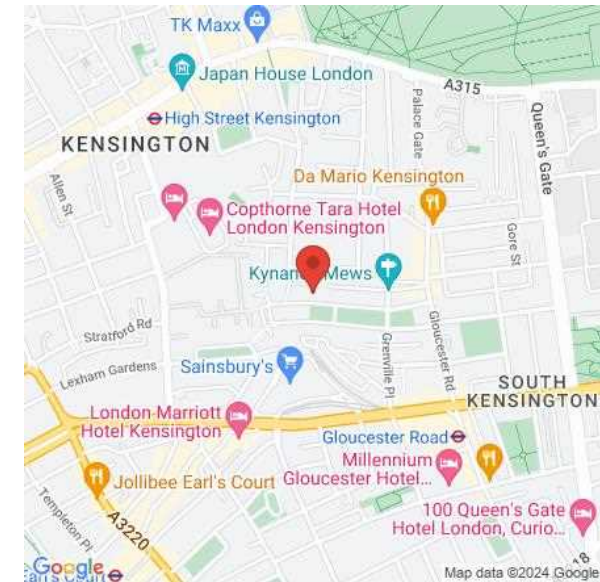 TK Maxx
Japan House London
A315
High Street Kensington
KENSINGTON
Palace Gate
Queen's Gate
Allen St
Da Mario Kensington
Copthorne Tara Hotel
London Kensington
Gore St
Kynan
Mews
Stratford Rd
Lexham Gardens
Sainsbury's
Grenville Pl
Gloucester Rd
SOUTH
KENSINGTON
London Marriott
Hotel Kensington
Gloucester Road
Millennium
Gloucester Hotel...
Jollibee Earl's Court
Templeton Pl
A3220
100 Queen's Gate
Hotel London, Curio...
Google
Earl's Court
Map data ©2024 Google